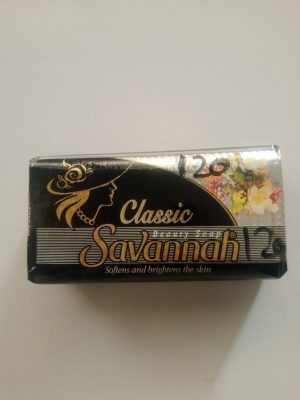 120
Classic
Beauty Soap
Savannah®
120
Softens and brightens the skin